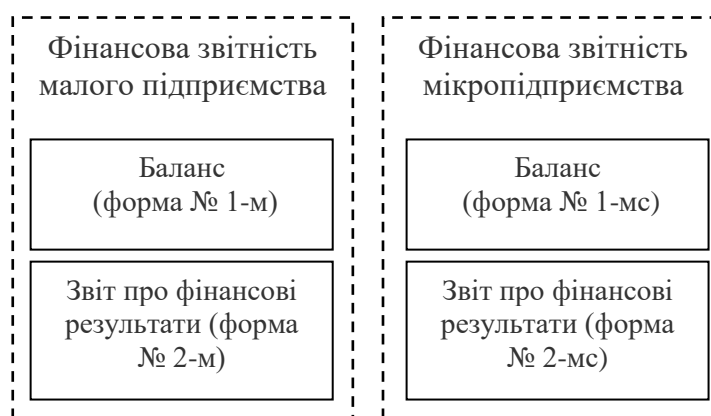 Фінансова звітність
малого підприємства
Баланс
(форма № 1-м)
Звіт про фінансові
результати (форма
№ 2-м)
Фінансова звітність
мікропідприємства
Баланс
(форма № 1-мс)
Звіт про фінансові
результати (форма
№ 2-мс)